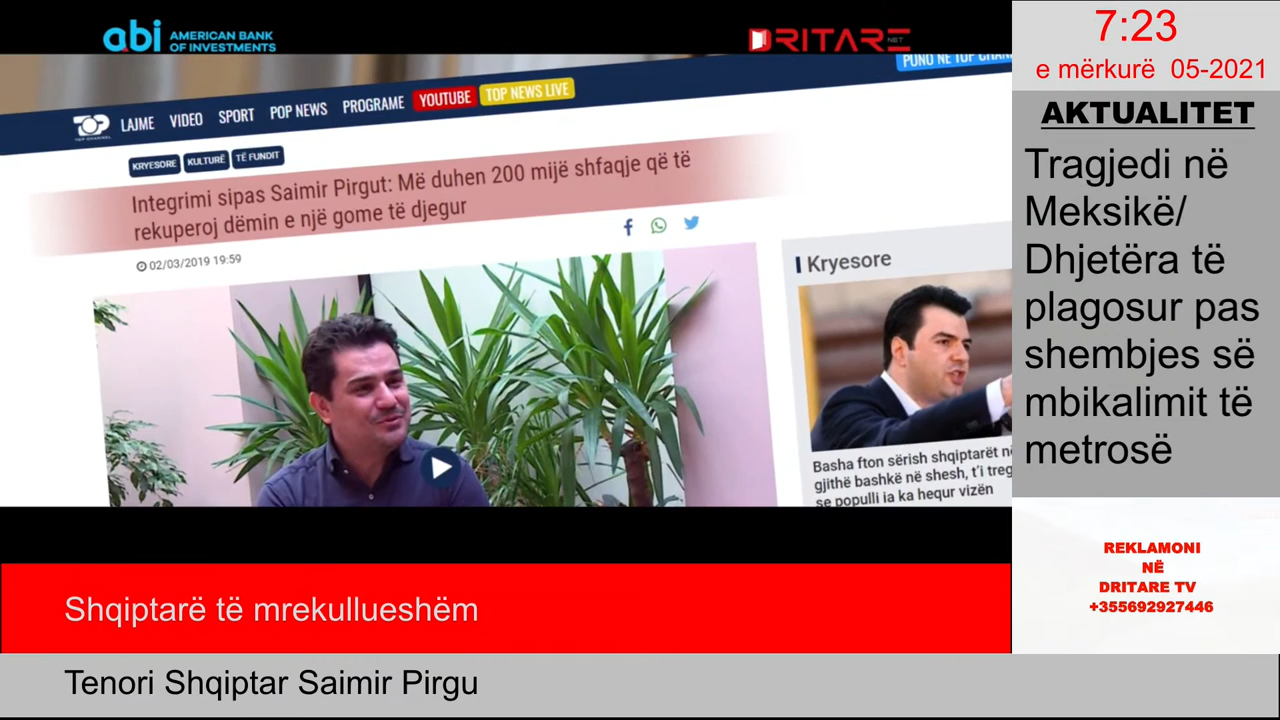 abi AMERICAN BANK
OF INVESTMENTS
DRITARE NET
PUNO NË TOP CHAN
TOP CHANNEL
LAJME VIDEO SPORT POP NEWS PROGRAME YOUTUBE TOP NEWS LIVE
KRYESORE KULTURË TË FUNDIT
Integrimi sipas Saimir Pirgut: Më duhen 200 mijë shfaqje që të
rekuperoj dëmin e një gome të djegur
02/03/2019 19:59
Kryesore
Basha fton sërish shqiptarët n
gjithë bashkë në shesh, t'i treg
se populli ia ka hequr vizën
7:23
e mërkurë 05-2021
AKTUALITET
Tragjedi në
Meksikë/
Dhjetëra të
plagosur pas
shembjes së
mbikalimit të
metrosë
REKLAMONI
NË
DRITARE TV
+355692927446
Shqiptarë të mrekullueshëm
Tenori Shqiptar Saimir Pirgu